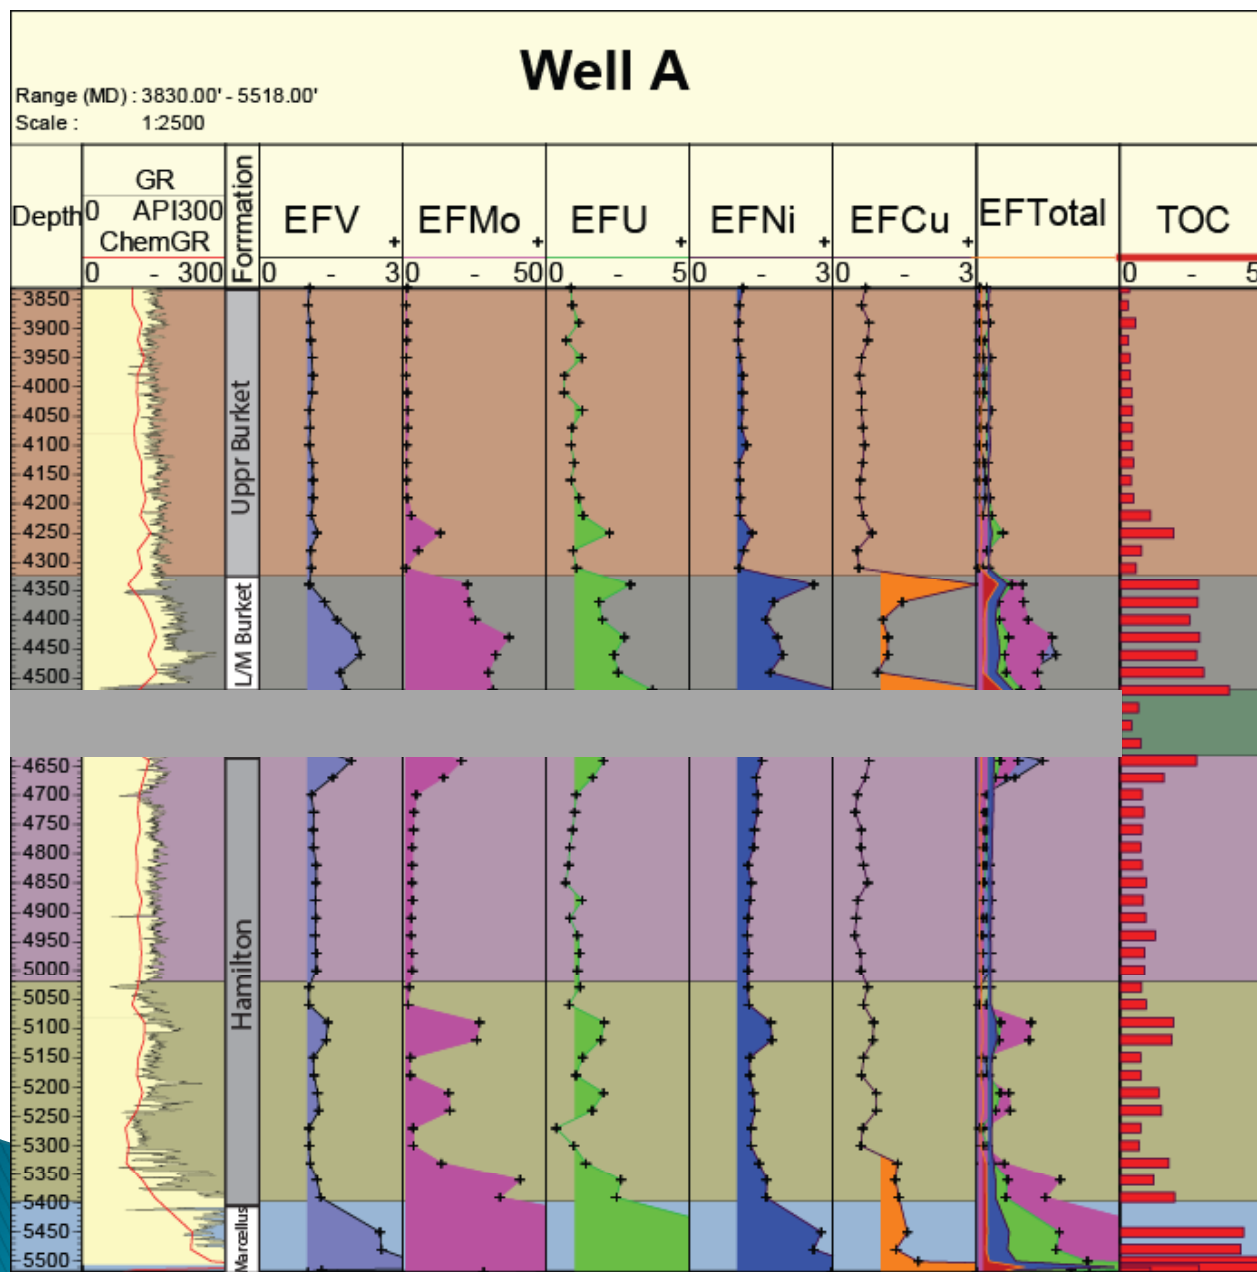 Well A
Range (MD) : 3830.00' - 5518.00'
Scale : 1:2500
Depth
GR
0 API300
ChemGR
0 - 300
Forrmation
EFV
0 - 3
EFMo
0 - 50
EFU
0 - 5
EFNi
0 - 3
EFCu
0 - 3
EFTotal
TOC
0 - 5
3850
3900
3950
4000
4050
4100
4150
4200
4250
4300
4350
4400
4450
4500
4650
4700
4750
4800
4850
4900
4950
5000
5050
5100
5150
5200
5250
5300
5350
5400
5450
5500
Uppr Burket
L/M Burket
Hamilton
Marcellus